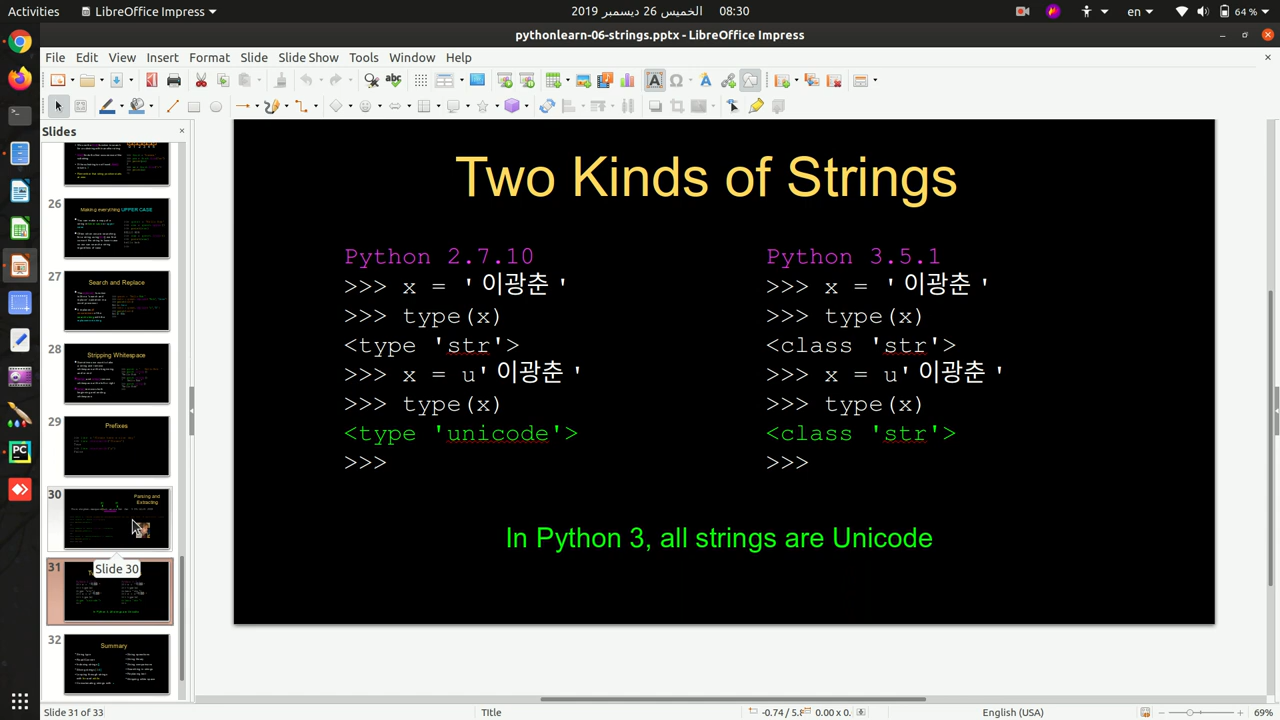 Activities
LibreOffice Impress
الخميس 26 ديسمبر 2019
08:30
en
64 %
pythonlearn-06-strings.pptx - LibreOffice Impress
File Edit View Insert Format Slide Slide Show Tools Window Help
Slides
26
Making everything UPPER CASE
27
Search and Replace
28
Stripping Whitespace
29
Prefixes
30
Parsing and
Extracting
Slide 30
31
32
Summary
Two Kinds of Strings
Python 2.7.10
>>> x = '이광춘'
>>> type(x)
<type 'str'>
>>> x = u'이광춘'
>>> type(x)
<type 'unicode'>
>>>
Python 3.5.1
>>> x = '이광춘'
>>> type(x)
<class 'str'>
>>> x = u'이광춘'
>>> type(x)
<class 'str'>
>>>
In Python 3, all strings are Unicode
Slide 31 of 33
Title
0.00 x 0.
English (USA)
69%